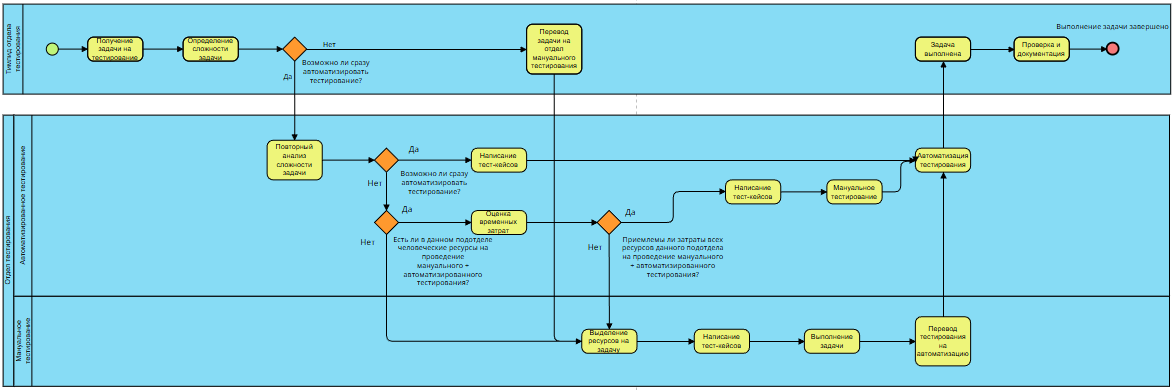 Тимлид отдела
тестирования
Получение
задачи на
тестирование
Определение
сложности
задачи
Нет
Возможно ли сразу
автоматизировать
тестирование?
Да
Перевод
задачи на
отдел
мануального
тестирования
Задача
выполнена
Проверка и
документация
Выполнение задачи завершено
Отдел тестирования
Автоматизированное тестирование
Повторный
анализ
сложности
задачи
Да
Возможно ли сразу
автоматизировать
тестирование?
Нет
Написание
тест-кейсов
Автоматизация
тестирования
Да
Нет
Есть ли в данном подотделе
человеческие ресурсы на
проведение
мануального +
автоматизированного
тестирования?
Оценка
временных
затрат
Да
Нет
Приемлемы ли затраты всех
ресурсов данного подотдела
на проведение мануального
+ автоматизированного
тестирования?
Написание
тест-кейсов
Мануальное
тестирование
Мануальное
тестирование
Выделение
ресурсов на
задачу
Написание
тест-кейсов
Выполнение
задачи
Перевод
тестирования
на
автоматизацию